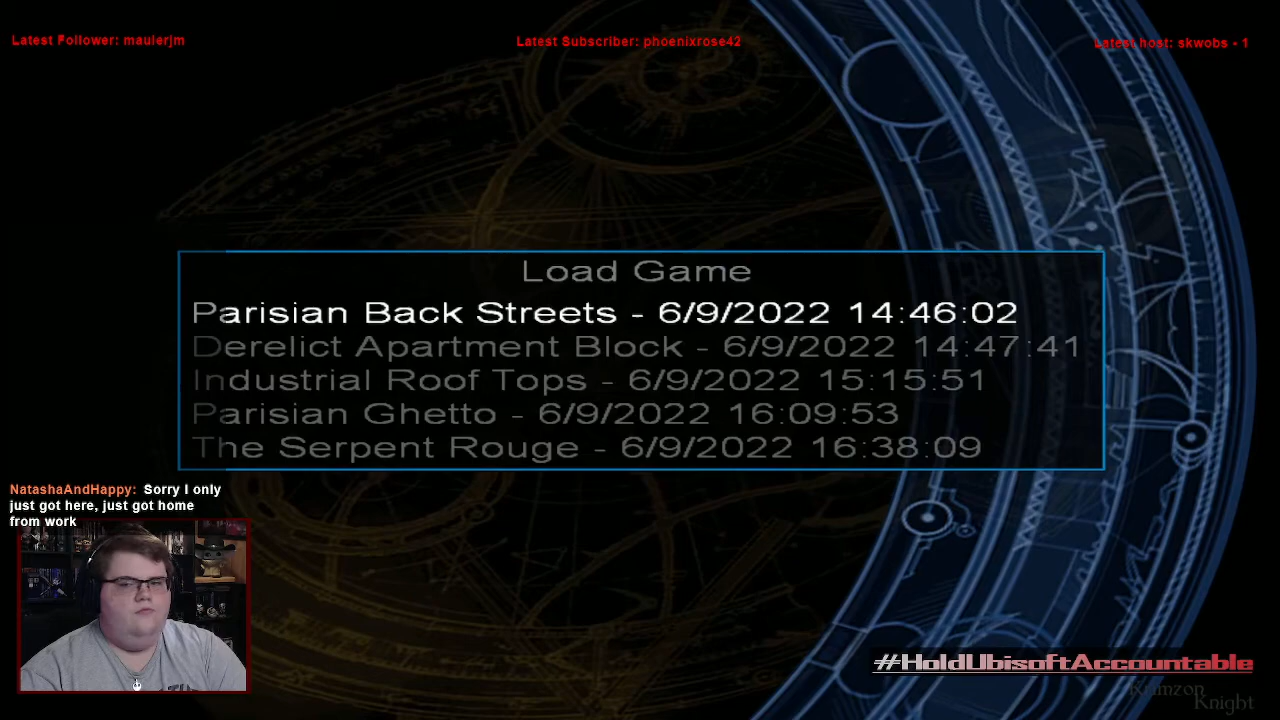 Latest Follower: maulerjm
Latest Subscriber: phoenixrose42
Latest host: skwobs - 1
Load Game
Parisian Back Streets - 6/9/2022 14:46:02
Derelict Apartment Block - 6/9/2022 14:47:41
Industrial Roof Tops - 6/9/2022 15:15:51
Parisian Ghetto - 6/9/2022 16:09:53
The Serpent Rouge - 6/9/2022 16:38:09
NatashaAndHappy: Sorry I only
just got here, just got home
from work
#HoldUbisoftAccountable
Knight